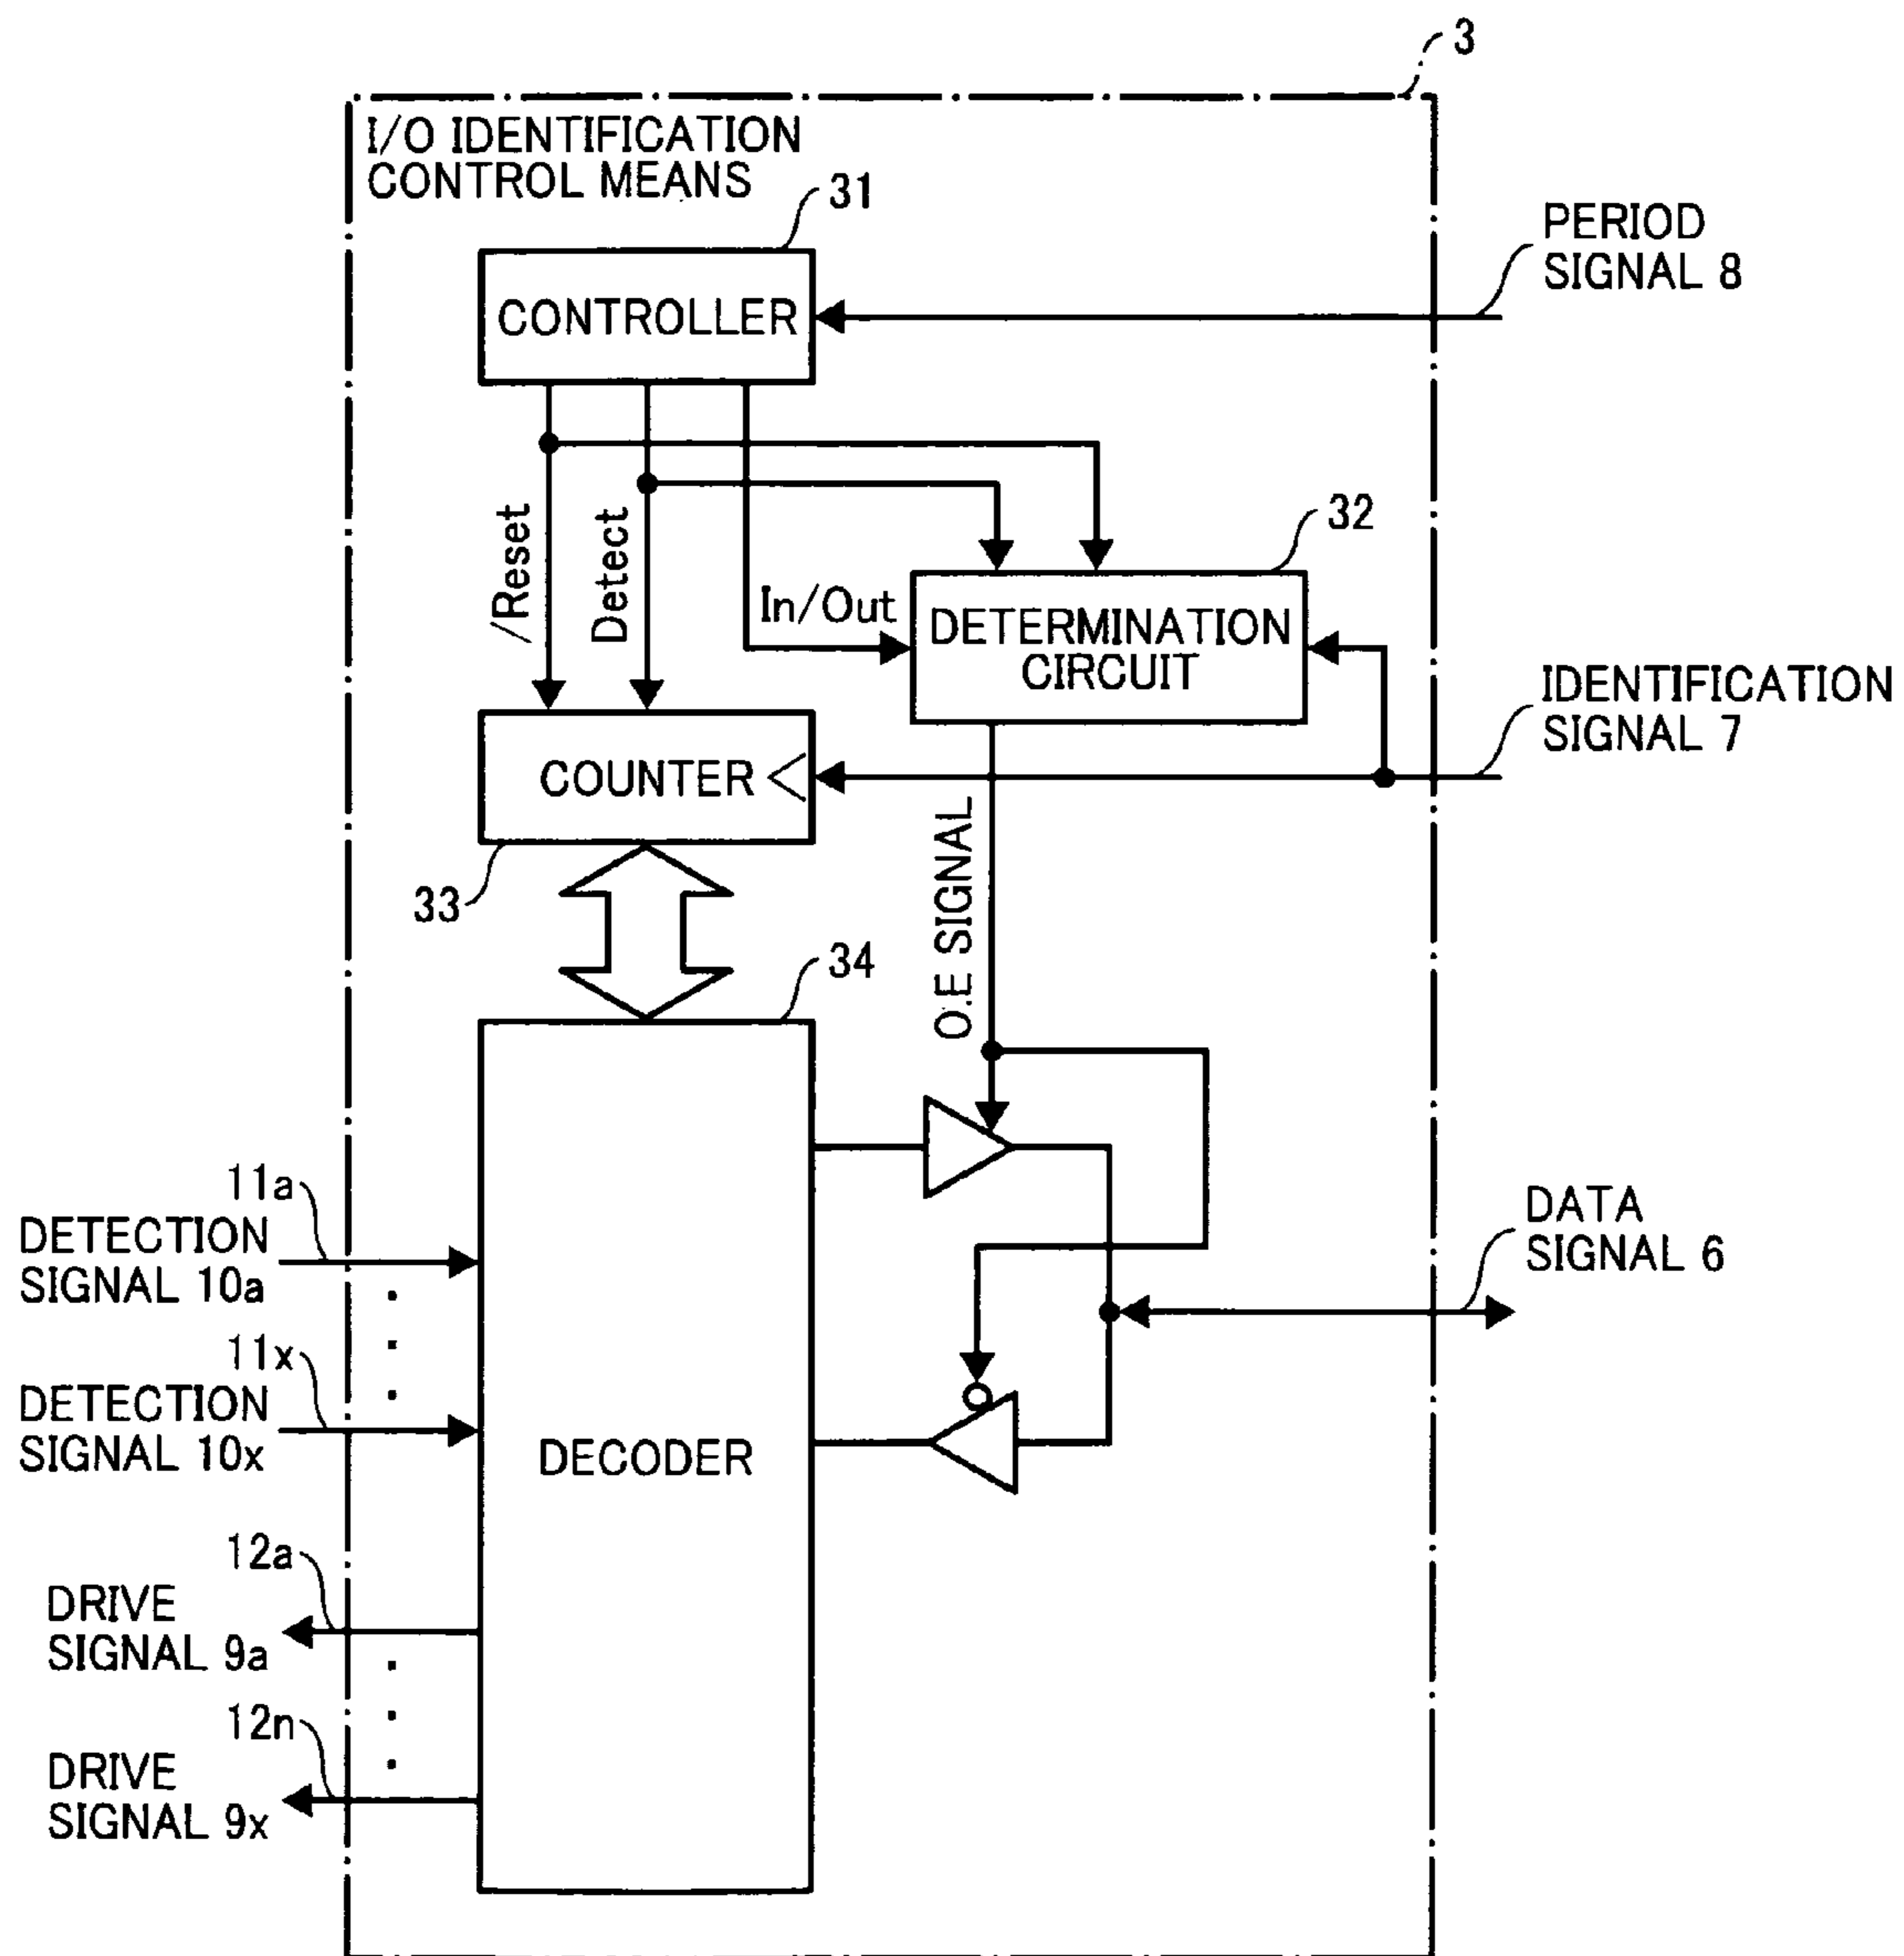 3
I/O IDENTIFICATION
CONTROL MEANS
31
CONTROLLER
PERIOD
SIGNAL 8
/Reset
Detect
In/Out
32
DETERMINATION
CIRCUIT
IDENTIFICATION
SIGNAL 7
COUNTER
33
O.E SIGNAL
34
DECODER
11a
DETECTION
SIGNAL 10a
11x
DETECTION
SIGNAL 10x
DATA
SIGNAL 6
12a
DRIVE
SIGNAL 9a
12n
DRIVE
SIGNAL 9x